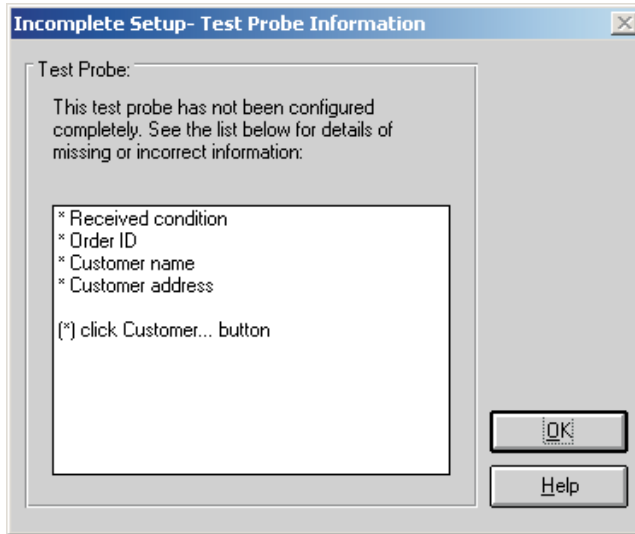 Incomplete Setup- Test Probe Information
Test Probe:
This test probe has not been configured
completely. See the list below for details of
missing or incorrect information:
* Received condition
* Order ID
* Customer name
* Customer address
(*) click Customer... button
OK
Help